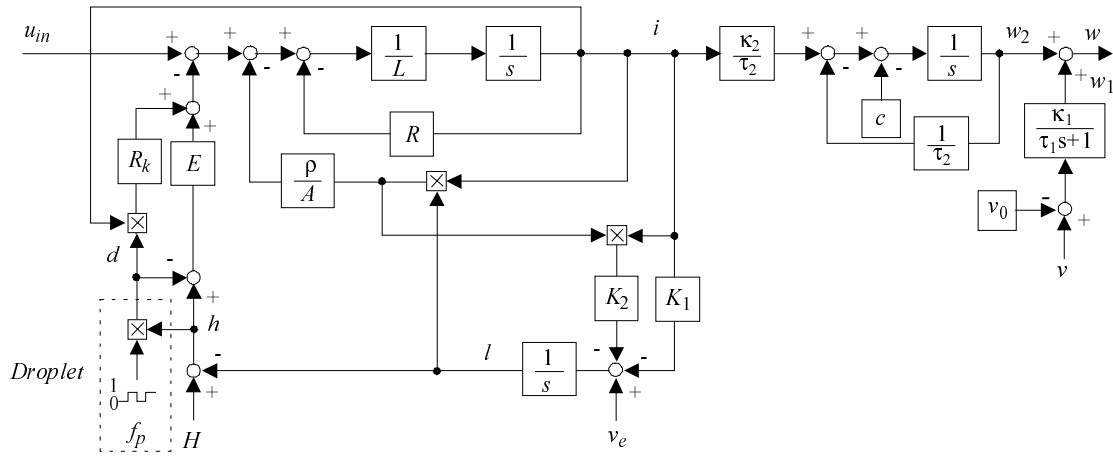 u_in
+
-
+
-
+
-
1/L
1/s
i
κ₂/τ₂
+
-
+
-
1/s
w₂
+
w
+
w₁
R
c
1/τ₂
κ₁/(τ₁s+1)
+
+
R_k
E
ρ/A
×
×
v₀
-
+
v
d
-
+
×
K₂
K₁
h
×
Droplet
1
0
f_p
-
+
H
l
1/s
-
-
+
v_e